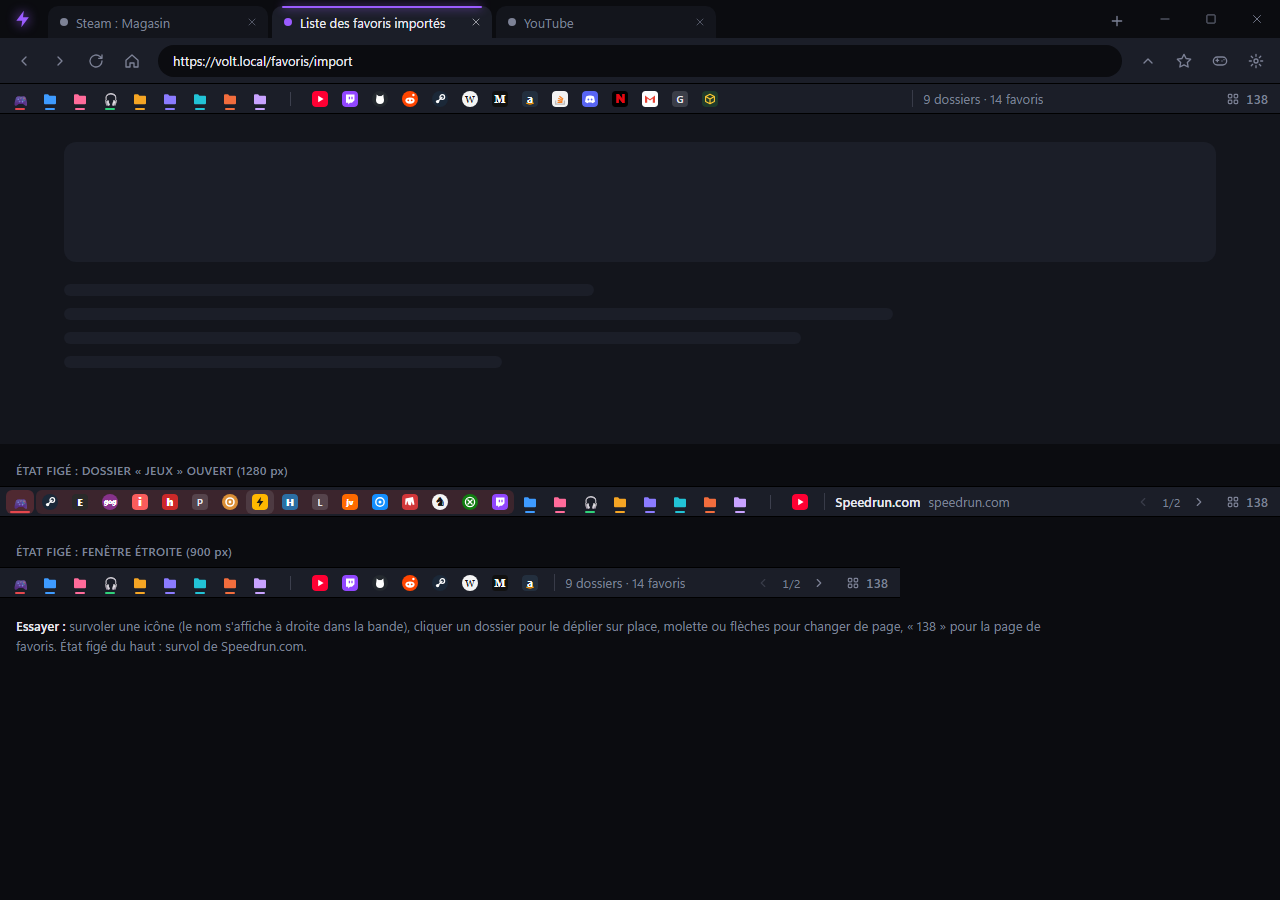 Steam : Magasin
Liste des favoris importés
YouTube
https://volt.local/favoris/import
W M a N G
9 dossiers · 14 favoris
138
ÉTAT FIGÉ : DOSSIER « JEUX » OUVERT (1280 px)
E gog i h P H L jv
Speedrun.com speedrun.com
1/2
138
ÉTAT FIGÉ : FENÊTRE ÉTROITE (900 px)
W M a
9 dossiers · 14 favoris
1/2
138
Essayer : survoler une icône (le nom s'affiche à droite dans la bande), cliquer un dossier pour le déplier sur place, molette ou flèches pour changer de page, « 138 » pour la page de
favoris. État figé du haut : survol de Speedrun.com.